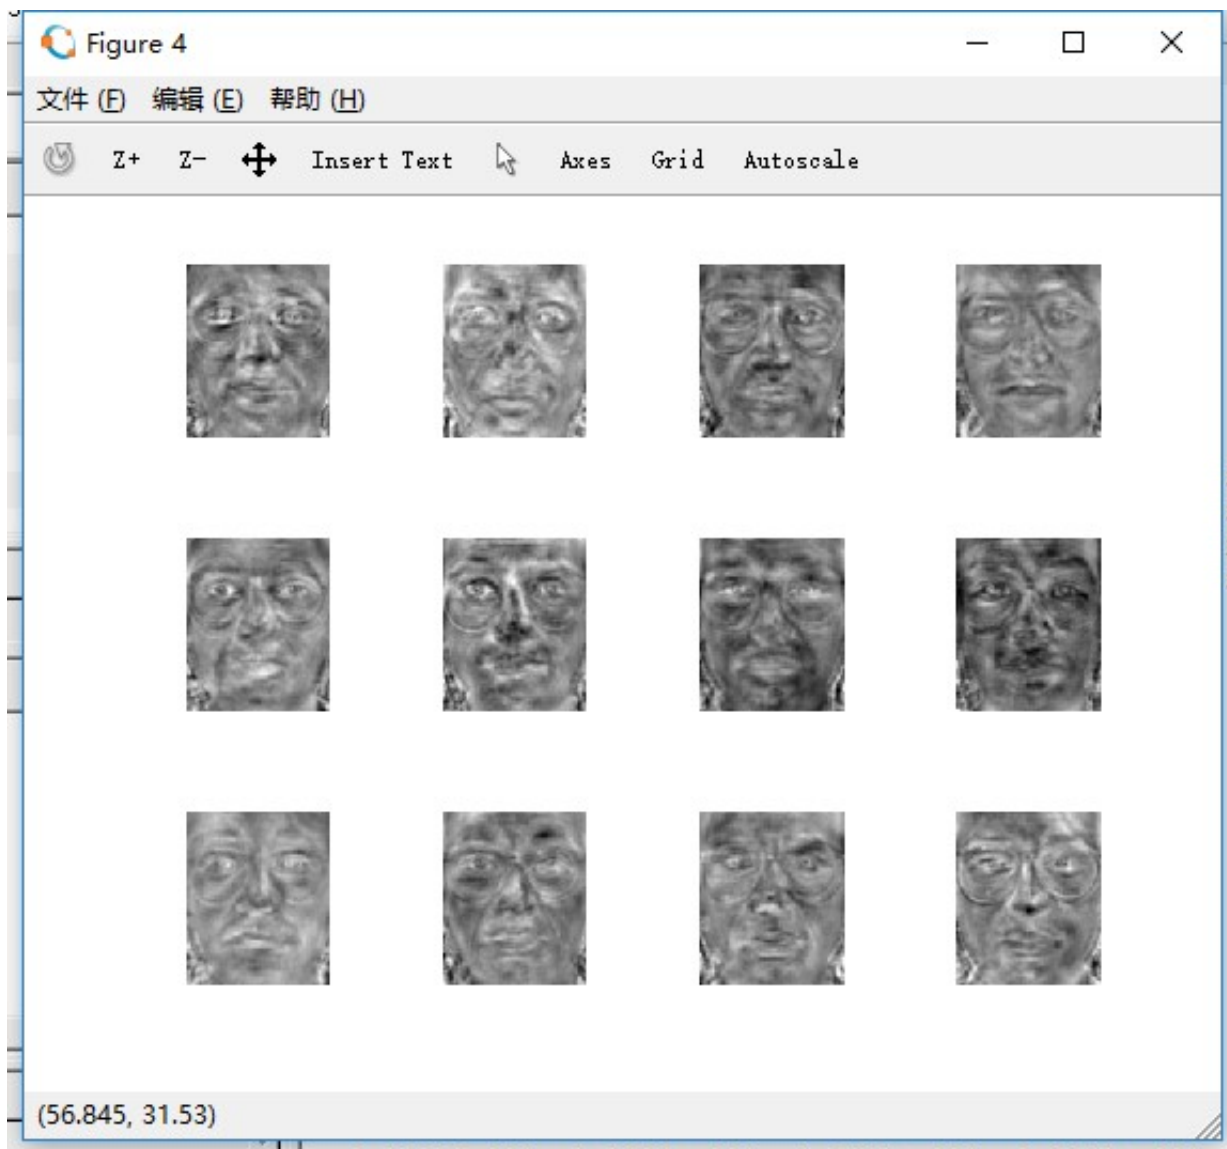 Figure 4
文件 (F) 编辑 (E) 帮助 (H)
Z+ Z- Insert Text Axes Grid Autoscale
(56.845, 31.53)